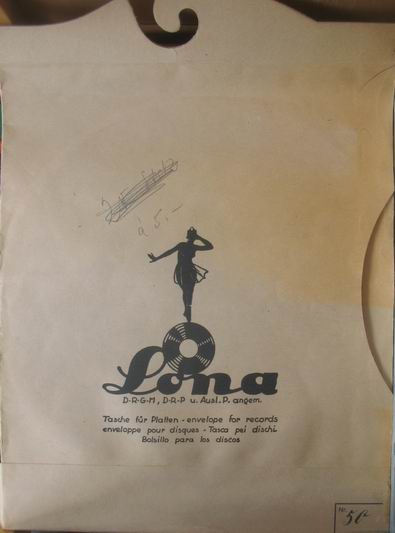 à 5.-
Lona
D·R·G·M, D·R·P u. Ausl. P. angem.
Tasche für Platten - envelope for records
enveloppe pour disques - Tasca pei dischi
Bolsillo para los discos
№